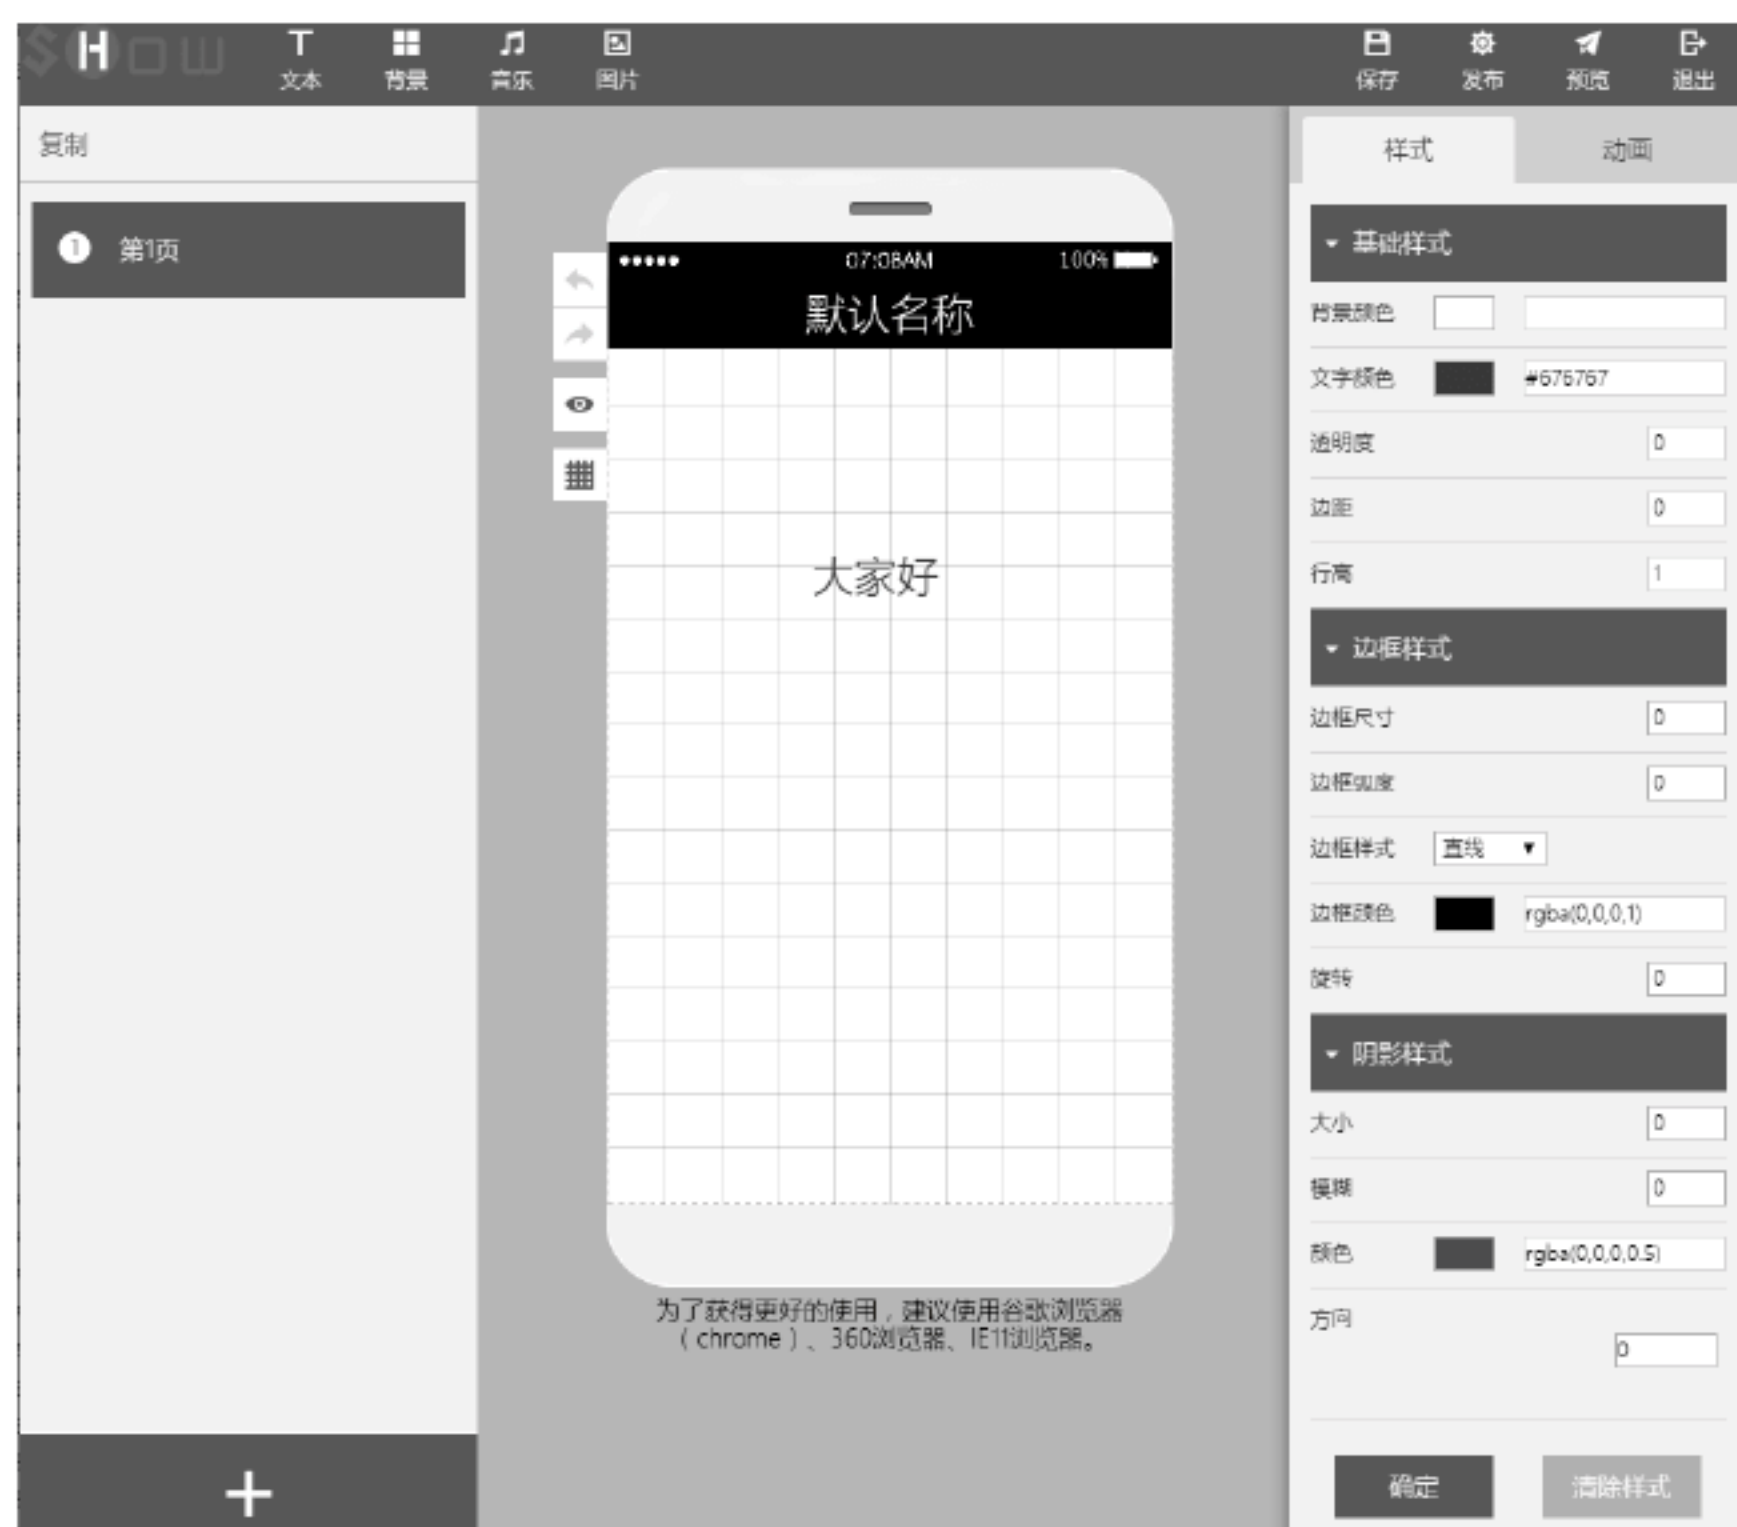 SHOW
文本
背景
音乐
图片
保存
发布
预览
退出
复制
1 第1页
07:08AM
100%
默认名称
大家好
为了获得更好的使用，建议使用谷歌浏览器
（chrome）、360浏览器、IE11浏览器。
样式
动画
基础样式
背景颜色
文字颜色 #676767
透明度 0
边距 0
行高 1
边框样式
边框尺寸 0
边框弧度 0
边框样式 直线
边框颜色 rgba(0,0,0,1)
旋转 0
阴影样式
大小 0
模糊 0
颜色 rgba(0,0,0,0.5)
方向
0
确定
清除样式